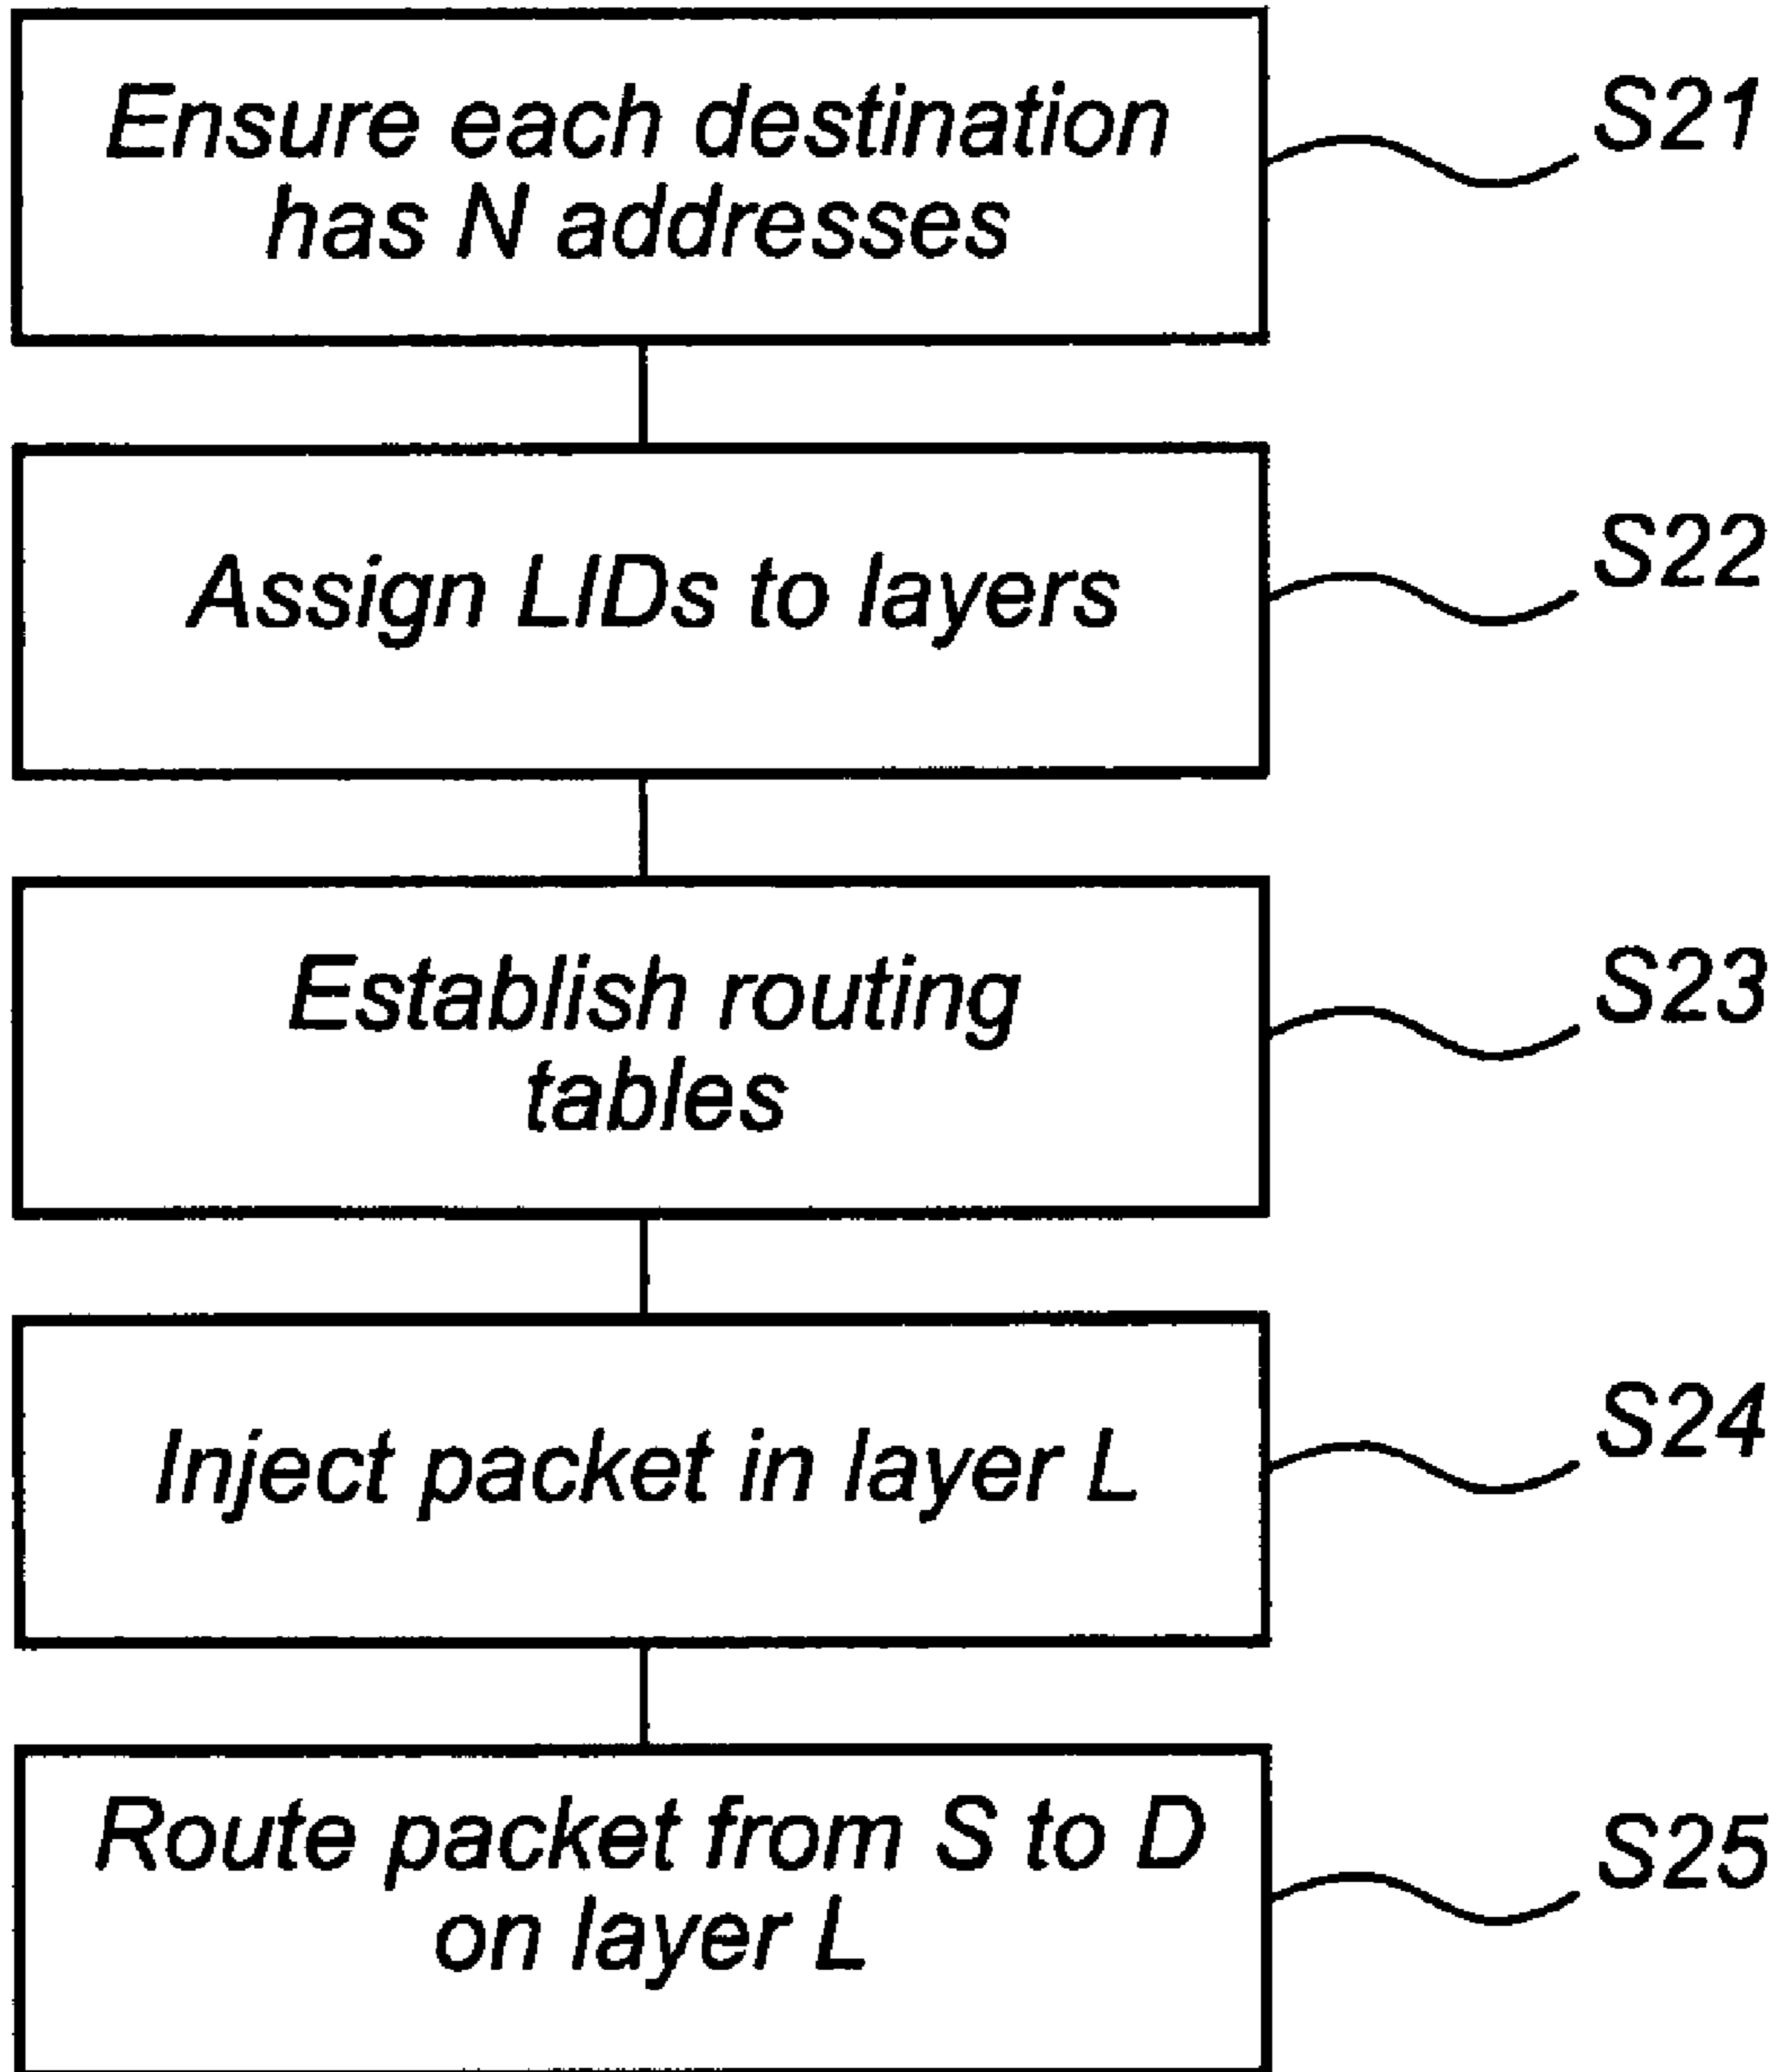 Ensure each destination
has N addresses
S21
Assign LIDs to layers
S22
Establish routing
tables
S23
Inject packet in layer L
S24
Route packet from S to D
on layer L
S25